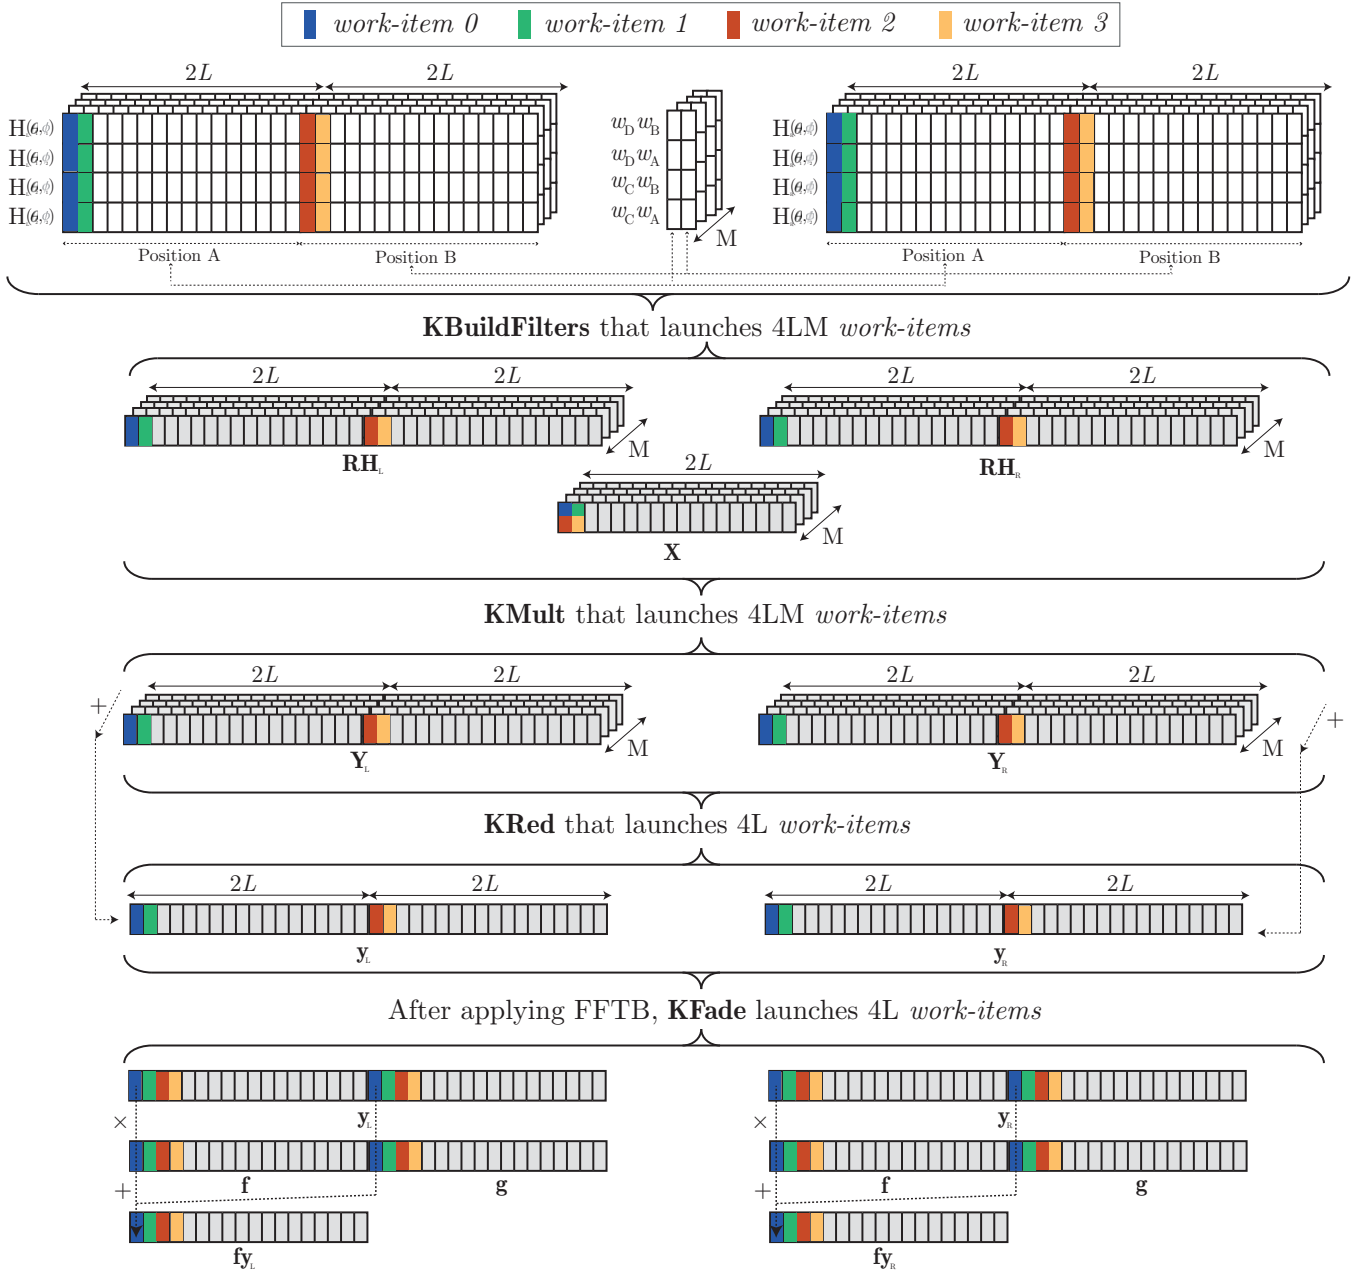 work-item 0 work-item 1 work-item 2 work-item 3
2L 2L 2L 2L
H(θ,ϕ) w_D w_B H(θ,ϕ)
H(θ,ϕ) w_D w_A H(θ,ϕ)
H(θ,ϕ) w_C w_B H(θ,ϕ)
H(θ,ϕ) w_C w_A H(θ,ϕ)
M
Position A Position B Position A Position B
KBuildFilters that launches 4LM work-items
2L 2L 2L 2L
M M
RH_L RH_R
2L
M
X
KMult that launches 4LM work-items
2L 2L 2L 2L
+ +
M M
Y_L Y_R
KRed that launches 4L work-items
2L 2L 2L 2L
y_L y_R
After applying FFTB, KFade launches 4L work-items
× y_L × y_R
+ f g + f g
fy_L fy_R